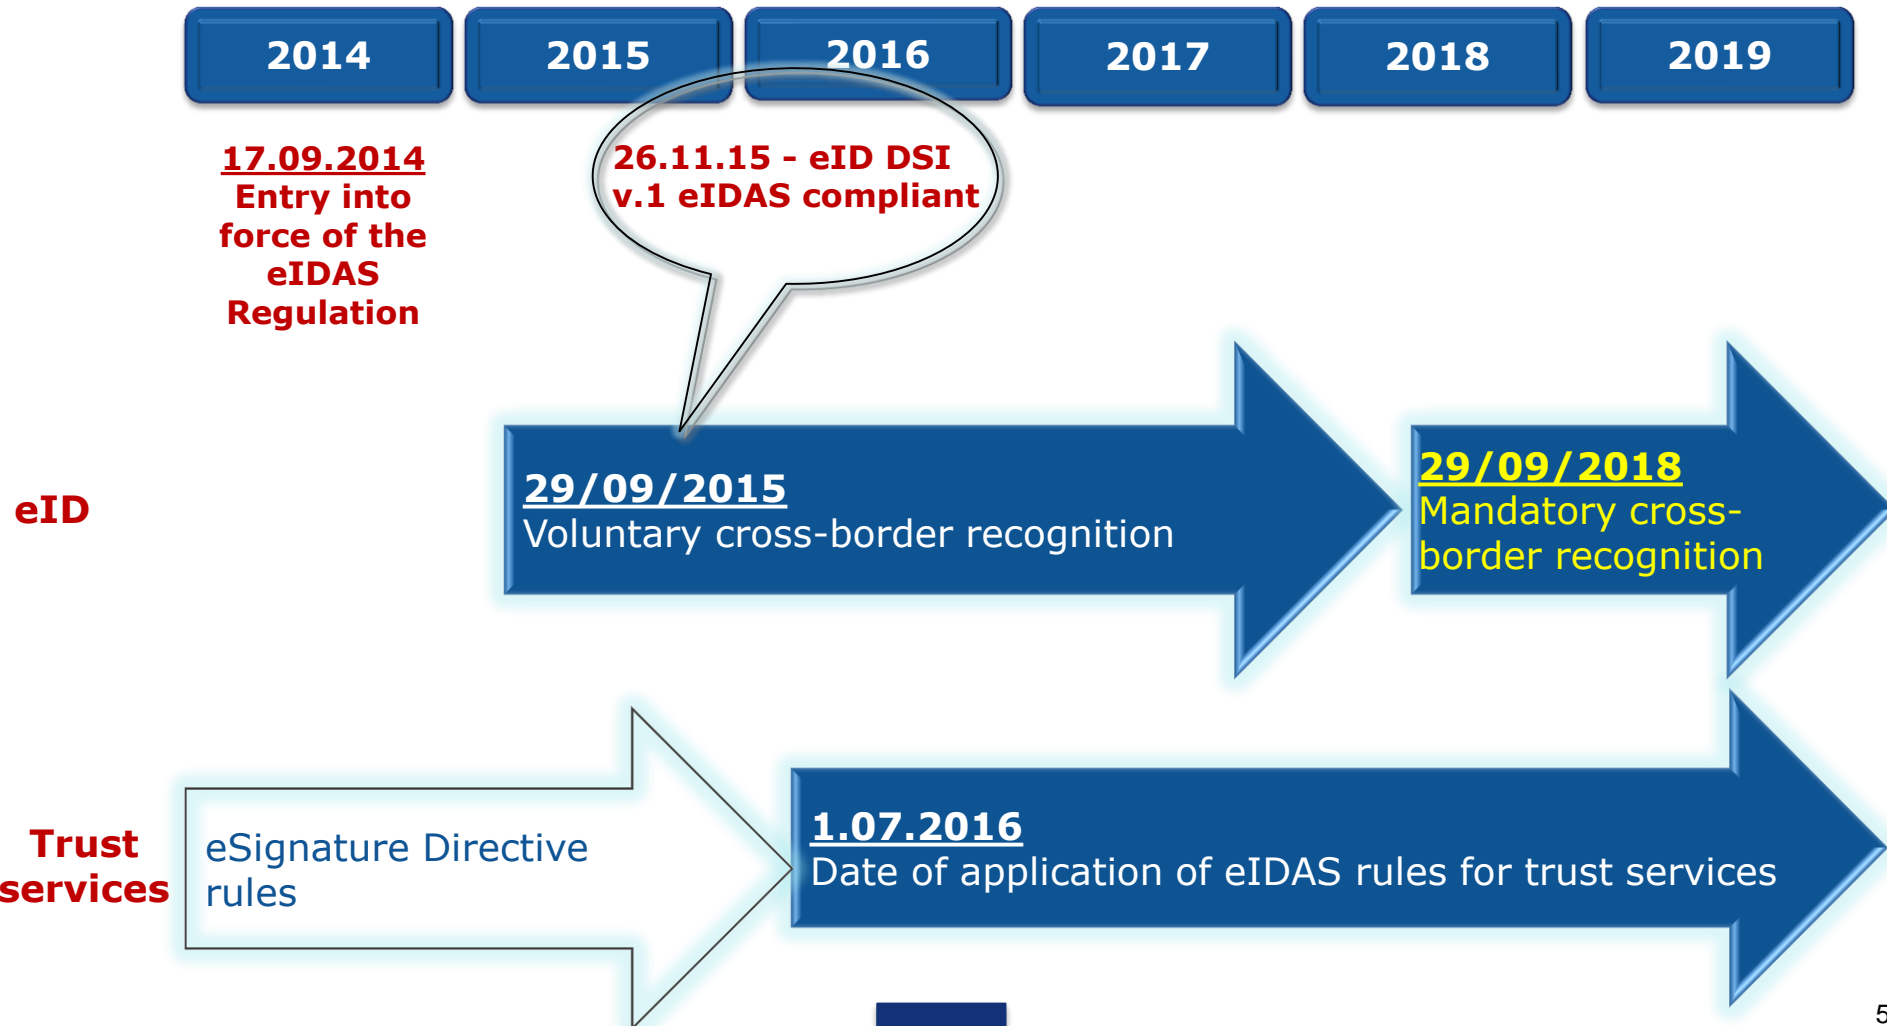 2014
2015
2016
2017
2018
2019
17.09.2014
Entry into
force of the
eIDAS
Regulation
26.11.15 - eID DSI
v.1 eIDAS compliant
eID
29/09/2015
Voluntary cross-border recognition
29/09/2018
Mandatory cross-
border recognition
Trust
services
eSignature Directive
rules
1.07.2016
Date of application of eIDAS rules for trust services
5